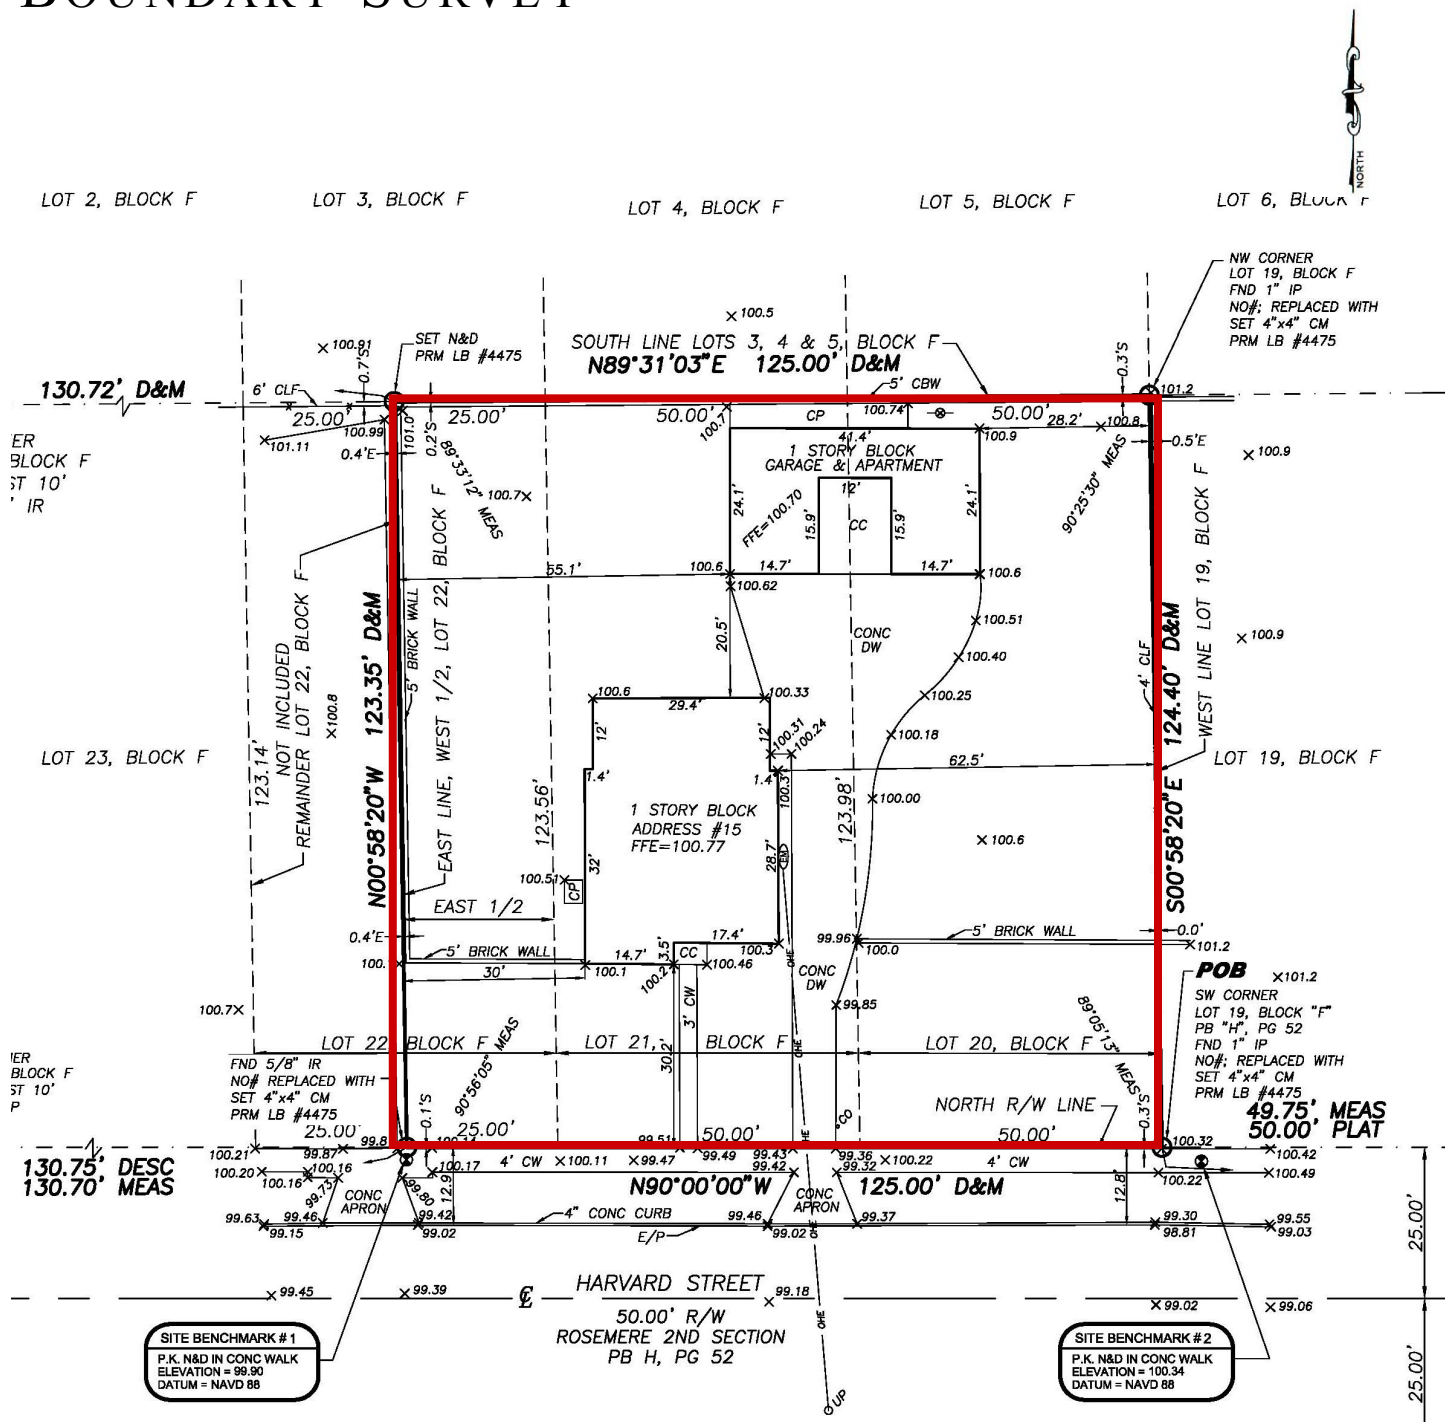 BOUNDARY SURVEY
NORTH
LOT 2, BLOCK F
LOT 3, BLOCK F
LOT 4, BLOCK F
LOT 5, BLOCK F
LOT 6, BLOCK F
NW CORNER
LOT 19, BLOCK F
FND 1" IP
NO#; REPLACED WITH
SET 4"x4" CM
PRM LB #4475
100.5
100.91
SET N&D
PRM LB #4475
SOUTH LINE LOTS 3, 4 & 5, BLOCK F
N89°31'03"E 125.00' D&M
0.7'S
0.3'S
130.72' D&M
6' CLF
5' CBW
101.2
25.00'
25.00'
50.00'
CP
100.74
50.00'
28.2'
100.8
100.99
101.0
0.2'S
100.7
101.11
0.4'E
41.4'
100.9
0.5'E
100.9
1 STORY BLOCK
GARAGE & APARTMENT
12'
89°33'12" MEAS
100.7
FFE=100.70
24.1'
15.9'
CC
15.9'
24.1'
90°25'30" MEAS
ER
BLOCK F
ST 10'
' IR
55.1'
100.6
14.7'
14.7'
100.6
100.62
100.51
20.5'
CONC
DW
100.40
100.9
100.25
100.18
4' CLF
NOT INCLUDED
REMAINDER LOT 22, BLOCK F
N00°58'20"W 123.35' D&M
5' BRICK WALL
EAST LINE, WEST 1/2, LOT 22, BLOCK F
S00°58'20"E 124.40' D&M
WEST LINE LOT 19, BLOCK F
100.8
100.6
29.4'
100.33
12'
12'
100.31
100.24
LOT 23, BLOCK F
123.14'
123.56'
123.98'
1.4'
1.4'
100.3
62.5'
LOT 19, BLOCK F
100.00
1 STORY BLOCK
ADDRESS #15
FFE=100.77
100.6
32'
28.7'
EM
100.51
CP
EAST 1/2
0.4'E
5' BRICK WALL
14.7'
3.5'
17.4'
CC
100.3
99.96
100.0
5' BRICK WALL
0.0'
101.2
30'
100.1
100.2
100.46
OHE
CONC
DW
99.85
POB
101.2
SW CORNER
LOT 19, BLOCK "F"
PB "H", PG 52
FND 1" IP
NO#; REPLACED WITH
SET 4"x4" CM
PRM LB #4475
100.7
3' CW
30.2'
89°05'13" MEAS
90°56'05" MEAS
LOT 22, BLOCK F
LOT 21, BLOCK F
LOT 20, BLOCK F
OHE
FND 5/8" IR
NO# REPLACED WITH
SET 4"x4" CM
PRM LB #4475
BLOCK F
ST 10'
0.1'S
0.3'S
°CO
NORTH R/W LINE
49.75' MEAS
50.00' PLAT
25.00'
25.00'
50.00'
50.00'
100.21
99.87
99.8
99.51
99.49
99.43
99.36
100.32
100.42
130.75' DESC
130.70' MEAS
100.20
100.16
100.16
100.17
4' CW
100.11
99.47
99.42
99.32
100.22
4' CW
100.22
100.49
99.73
99.80
12.9'
N90°00'00"W 125.00' D&M
12.8'
CONC
APRON
CONC
APRON
OHE
99.63
99.15
99.46
99.42
99.02
4" CONC CURB
E/P
99.46
99.02
99.37
99.30
98.81
99.55
99.03
25.00'
99.45
99.39
HARVARD STREET
99.18
99.02
99.06
50.00' R/W
ROSEMERE 2ND SECTION
PB H, PG 52
OHE
UP
25.00'
SITE BENCHMARK # 1
P.K. N&D IN CONC WALK
ELEVATION = 99.90
DATUM = NAVD 88
SITE BENCHMARK # 2
P.K. N&D IN CONC WALK
ELEVATION = 100.34
DATUM = NAVD 88